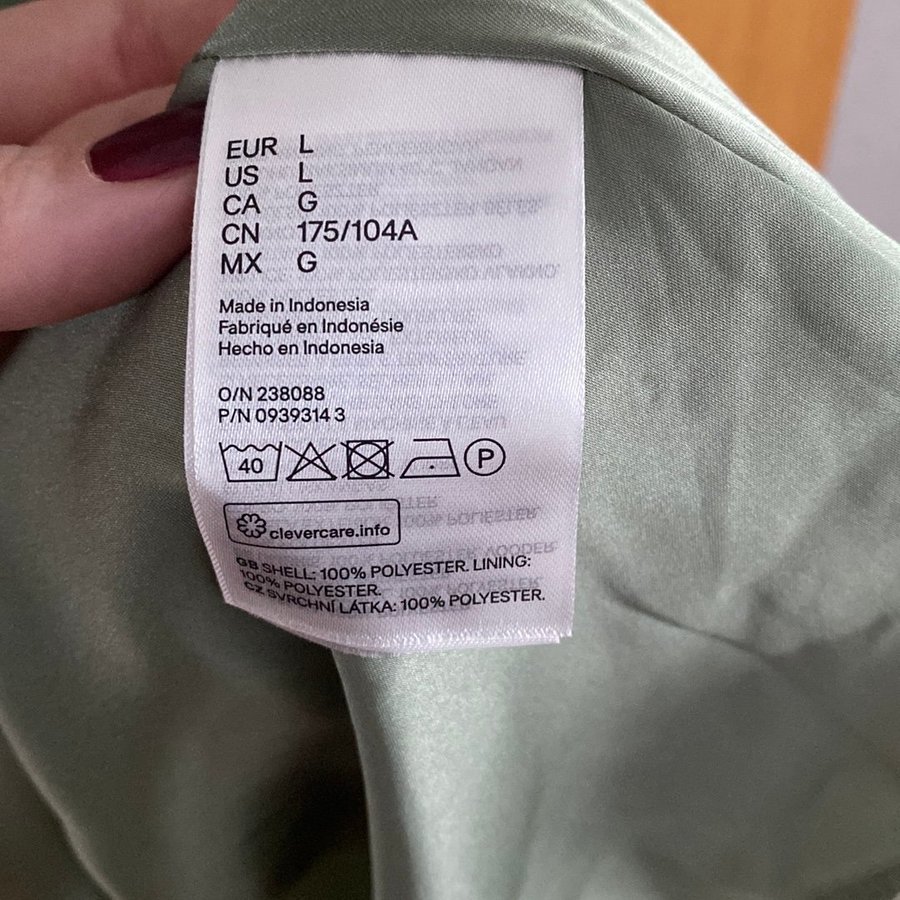 EUR L
US L
CA G
CN 175/104A
MX G
Made in Indonesia
Fabriqué en Indonésie
Hecho en Indonesia
O/N 238088
P/N 0939314 3
40 P
clevercare.info
GB SHELL: 100% POLYESTER. LINING:
100% POLYESTER.
CZ SVRCHNÍ LÁTKA: 100% POLYESTER.